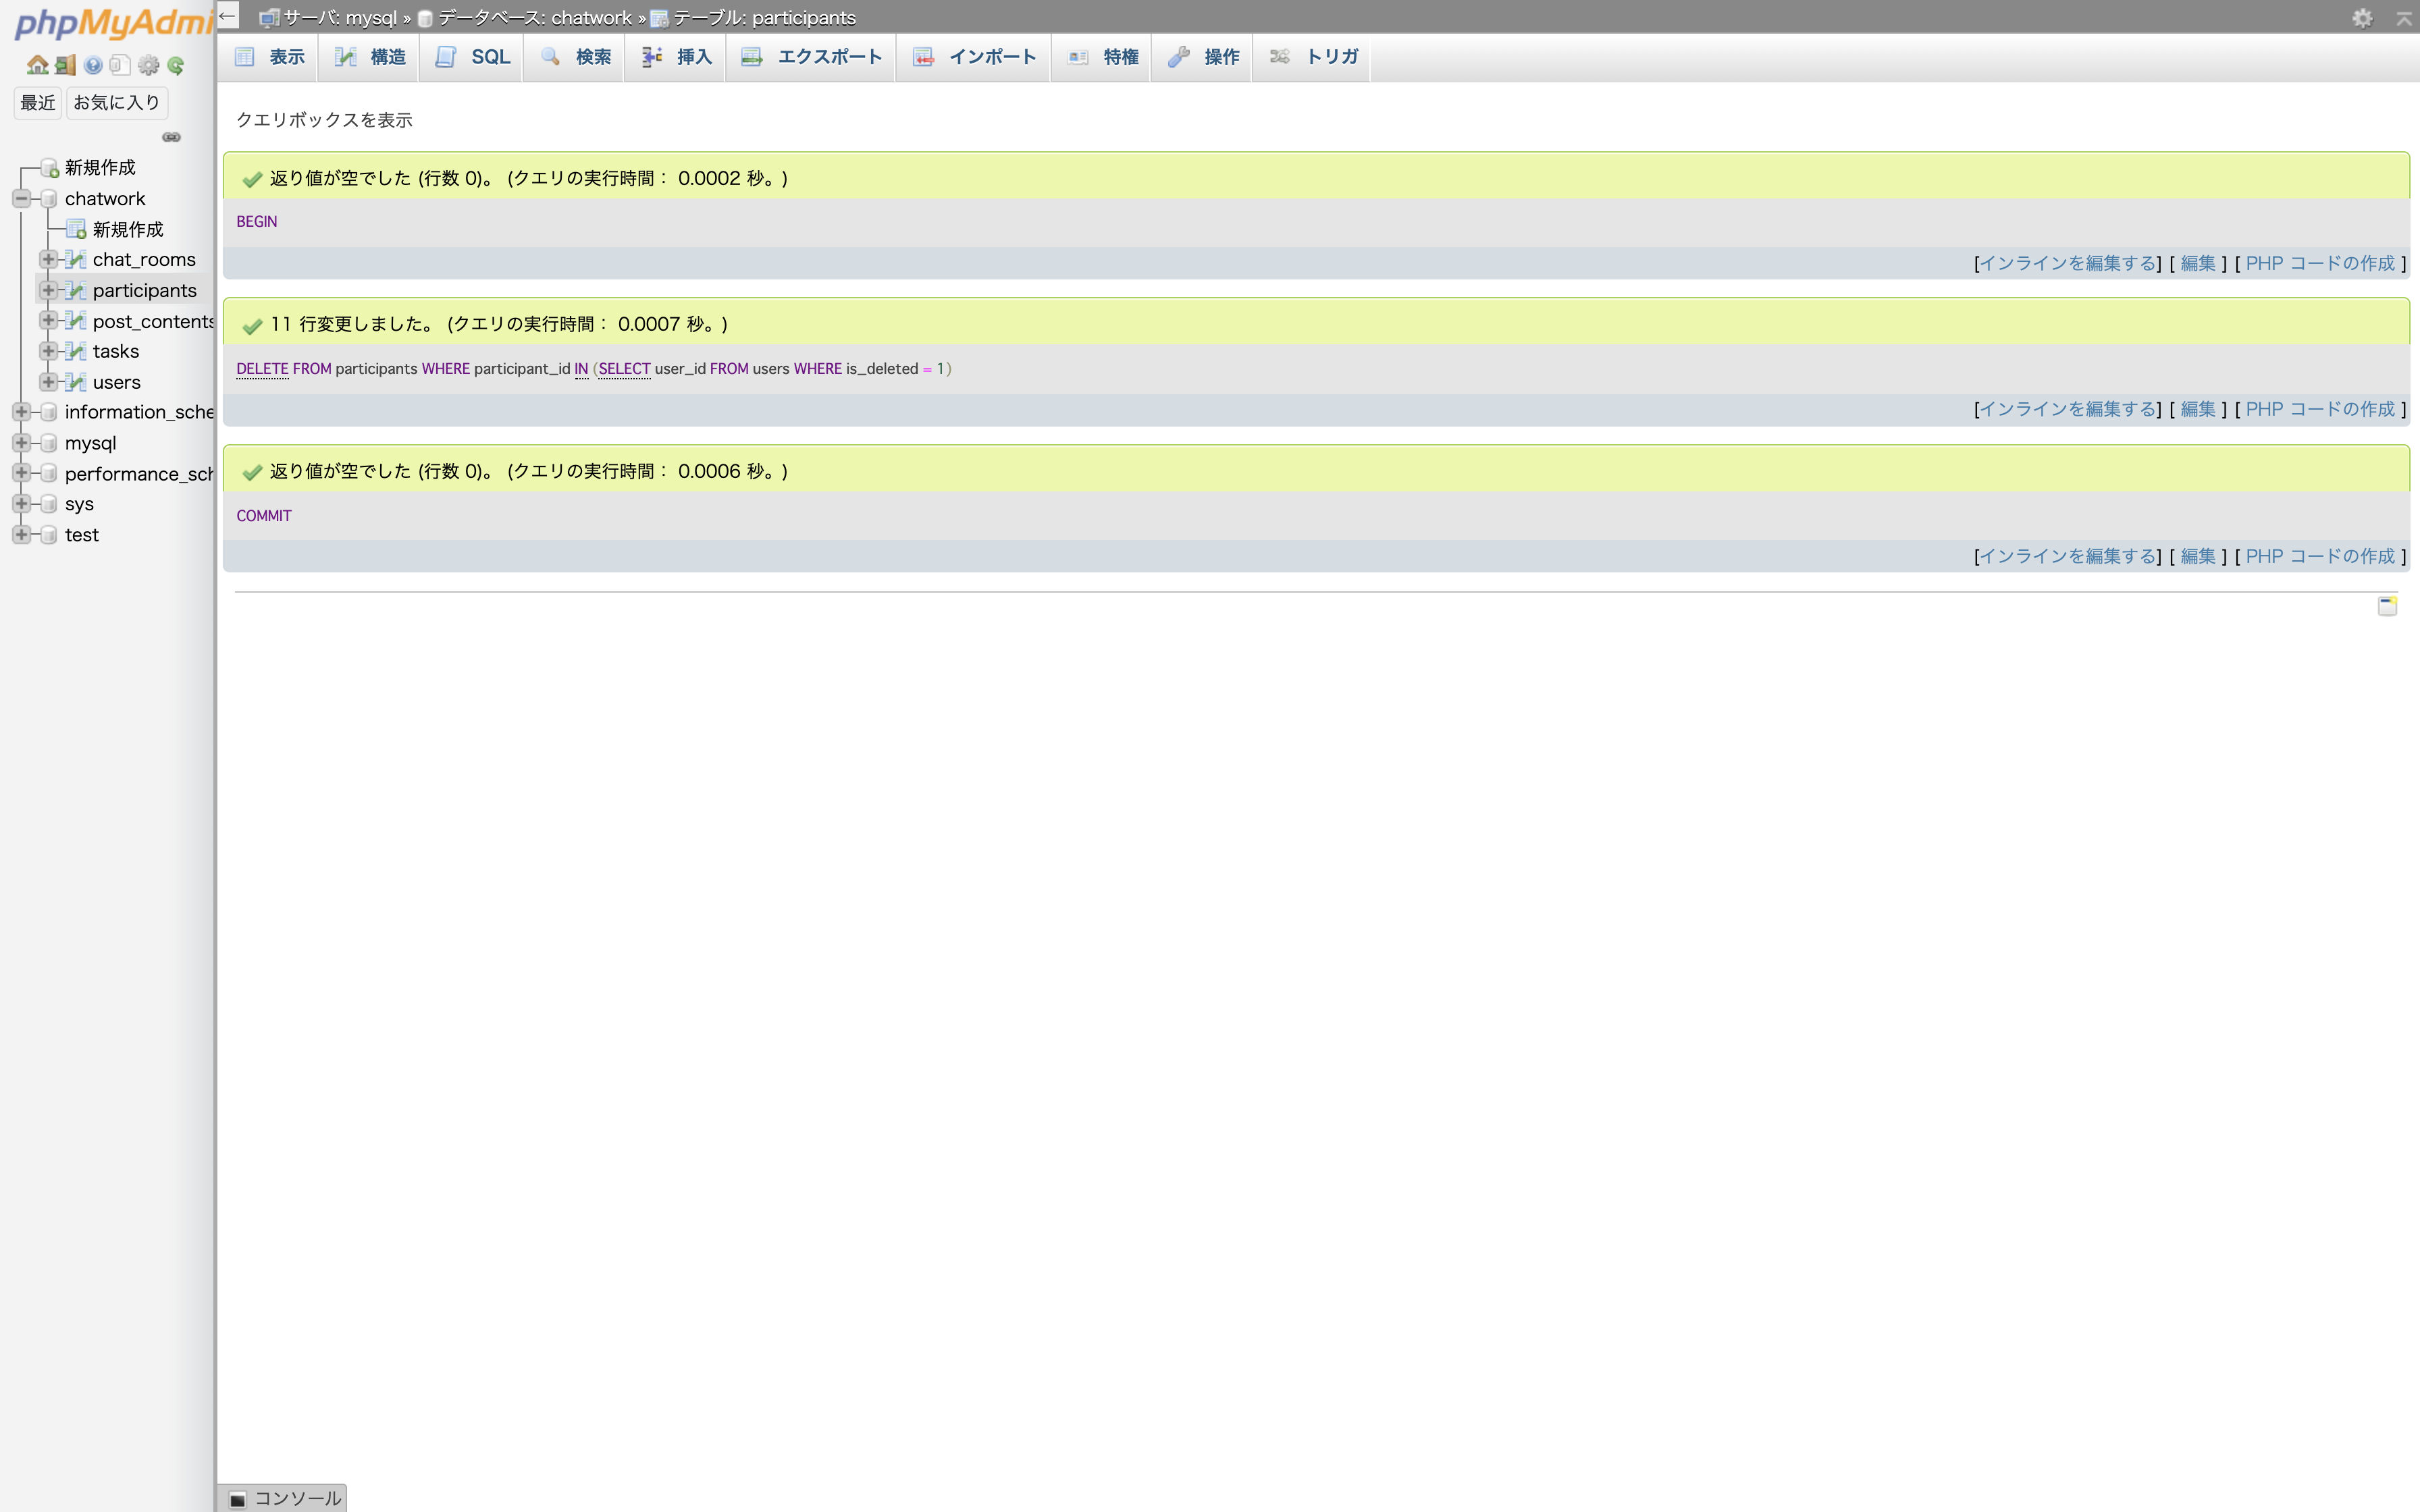 phpMyAdmi
サーバ: mysql » データベース: chatwork » テーブル: participants
表示 構造 SQL 検索 挿入 エクスポート インポート 特権 操作 トリガ
最近 お気に入り
新規作成
chatwork
新規作成
chat_rooms
participants
post_contents
tasks
users
information_sche
mysql
performance_sch
sys
test
クエリボックスを表示
返り値が空でした (行数 0)。 (クエリの実行時間： 0.0002 秒。)
BEGIN
[インラインを編集する] [ 編集 ] [ PHP コードの作成 ]
11 行変更しました。 (クエリの実行時間： 0.0007 秒。)
DELETE FROM participants WHERE participant_id IN (SELECT user_id FROM users WHERE is_deleted = 1)
[インラインを編集する] [ 編集 ] [ PHP コードの作成 ]
返り値が空でした (行数 0)。 (クエリの実行時間： 0.0006 秒。)
COMMIT
[インラインを編集する] [ 編集 ] [ PHP コードの作成 ]
コンソール